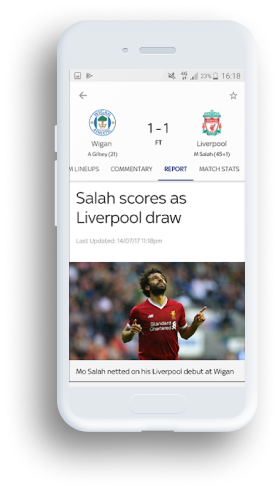 23% 16:18
1-1
FT
Wigan
Liverpool
A Gilbey (21)
M Salah (45+1)
M LINEUPS COMMENTARY REPORT MATCH STATS
Salah scores as
Liverpool draw
Last Updated: 14/07/17 11:18pm
Standard
Chartered
Mo Salah netted on his Liverpool debut at Wigan